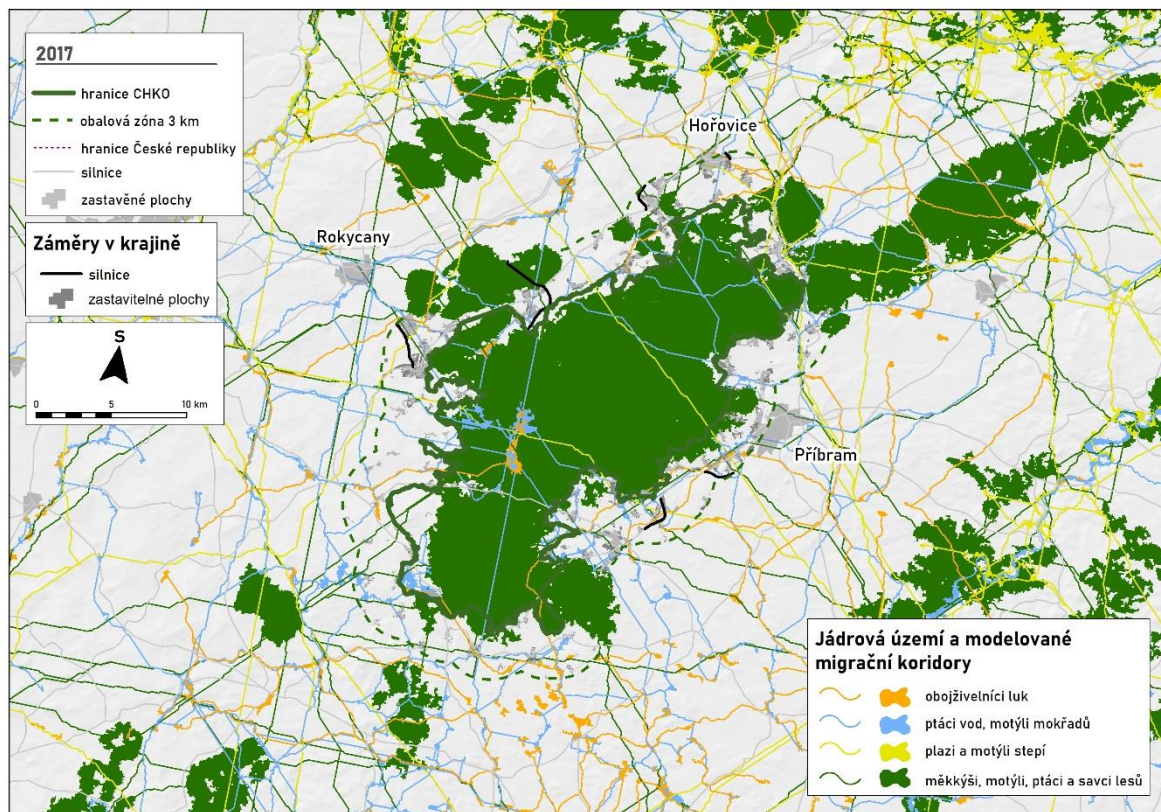 2017
hranice CHKO
obalová zóna 3 km
hranice České republiky
silnice
zastavěné plochy
Záměry v krajině
silnice
zastavitelné plochy
S
0 5 10 km
Hořovice
Rokycany
Příbram
Jádrová území a modelované
migrační koridory
obojživelníci luk
ptáci vod, motýli mokřadů
plazi a motýli stepí
měkkýši, motýli, ptáci a savci lesů